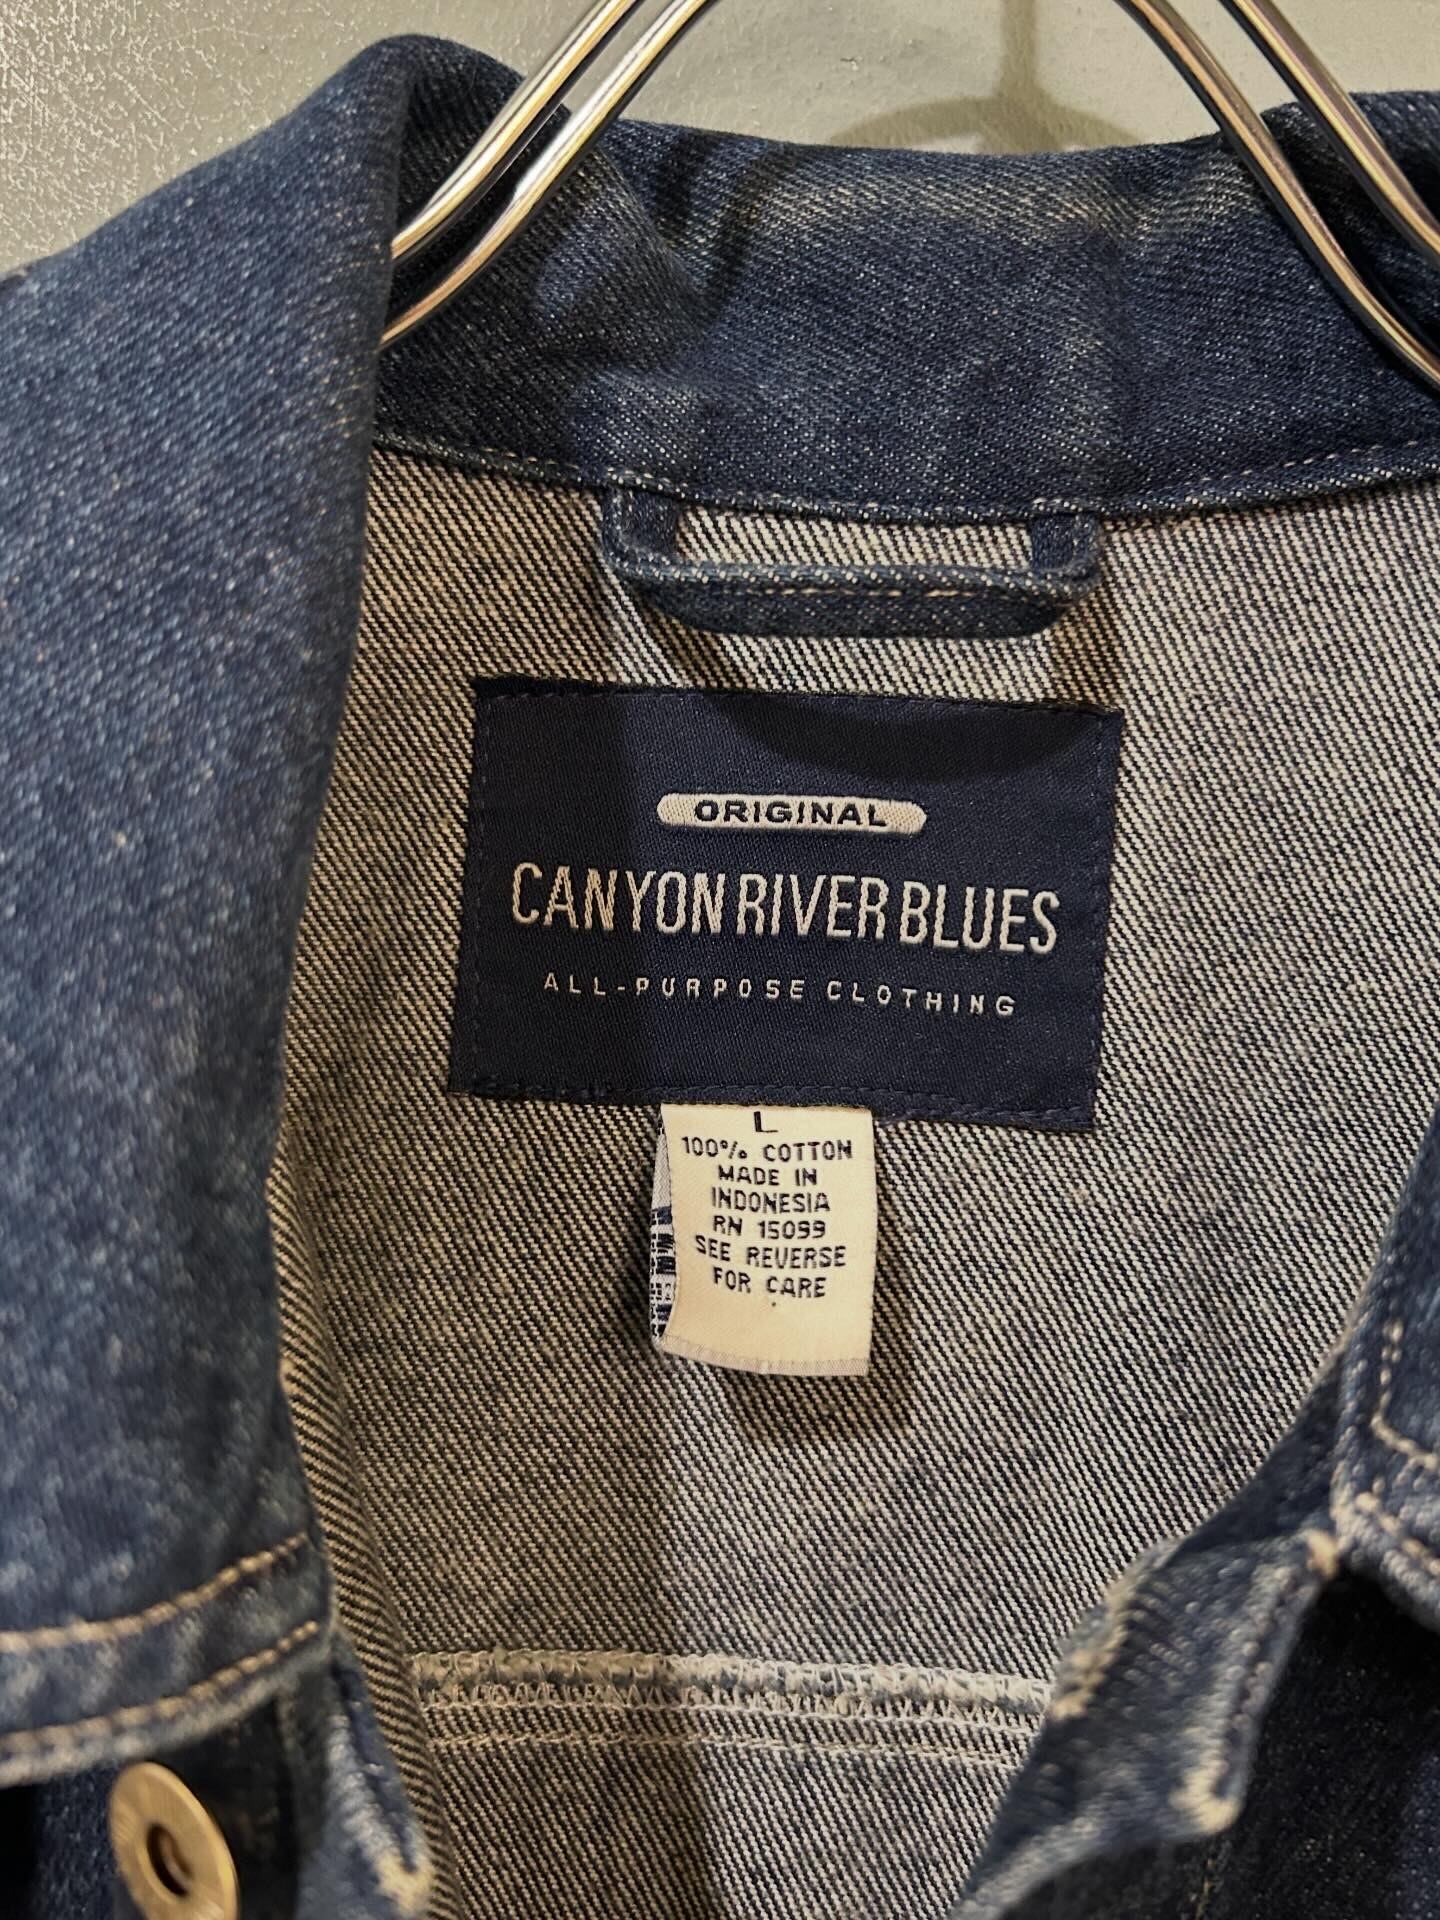 ORIGINAL
CANYON RIVER BLUES
ALL-PURPOSE CLOTHING
L
100% COTTON
MADE IN
INDONESIA
RN 15099
SEE REVERSE
FOR CARE